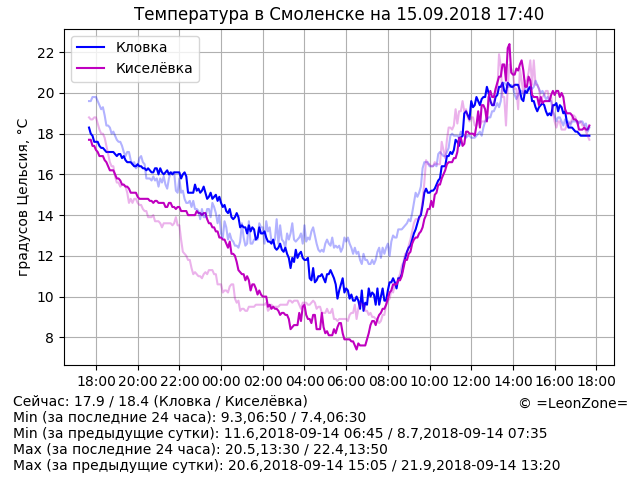 Температура в Смоленске на 15.09.2018 17:40
Кловка
Киселёвка
градусов Цельсия, °C
22
20
18
16
14
12
10
8
18:00 20:00 22:00 00:00 02:00 04:00 06:00 08:00 10:00 12:00 14:00 16:00 18:00
Сейчас: 17.9 / 18.4 (Кловка / Киселёвка)
© =LeonZone=
Min (за последние 24 часа): 9.3,06:50 / 7.4,06:30
Min (за предыдущие сутки): 11.6,2018-09-14 06:45 / 8.7,2018-09-14 07:35
Max (за последние 24 часа): 20.5,13:30 / 22.4,13:50
Max (за предыдущие сутки): 20.6,2018-09-14 15:05 / 21.9,2018-09-14 13:20